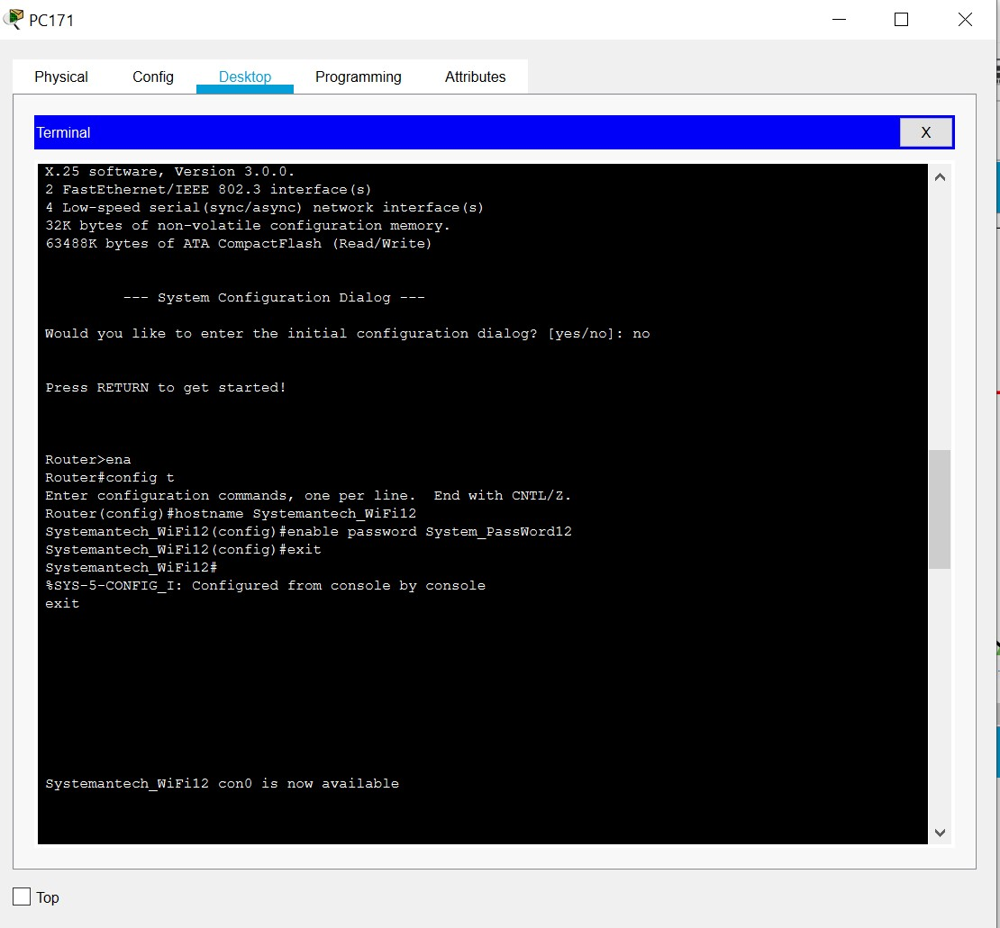 PC171
Physical Config Desktop Programming Attributes
Terminal X
X.25 software, Version 3.0.0.
2 FastEthernet/IEEE 802.3 interface(s)
4 Low-speed serial(sync/async) network interface(s)
32K bytes of non-volatile configuration memory.
63488K bytes of ATA CompactFlash (Read/Write)
--- System Configuration Dialog ---
Would you like to enter the initial configuration dialog? [yes/no]: no
Press RETURN to get started!
Router>ena
Router#config t
Enter configuration commands, one per line.  End with CNTL/Z.
Router(config)#hostname Systemantech_WiFi12
Systemantech_WiFi12(config)#enable password System_PassWord12
Systemantech_WiFi12(config)#exit
Systemantech_WiFi12#
%SYS-5-CONFIG_I: Configured from console by console
exit
Systemantech_WiFi12 con0 is now available
Top